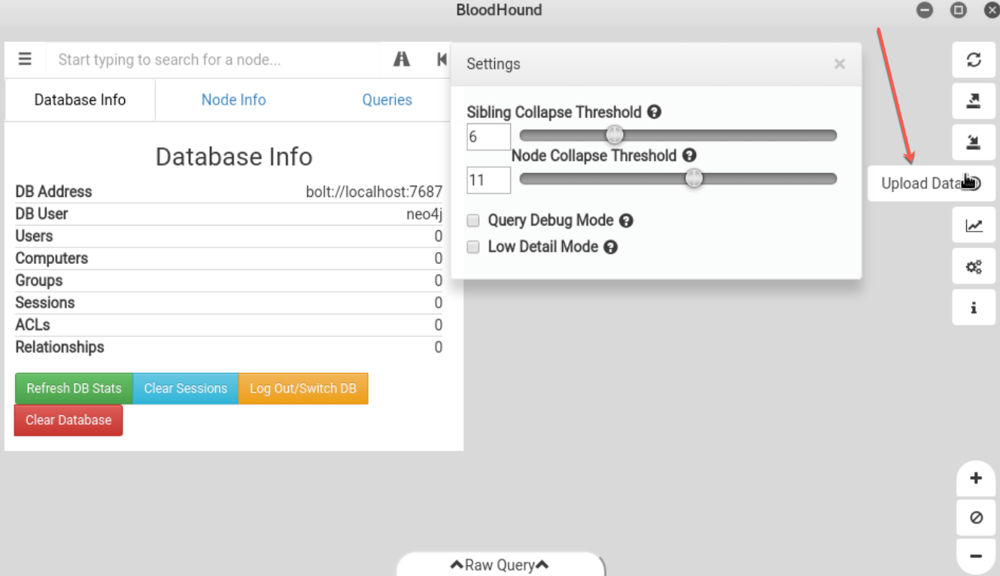 BloodHound
Start typing to search for a node...
Database Info Node Info Queries
Database Info
DB Address bolt://localhost:7687
DB User neo4j
Users 0
Computers 0
Groups 0
Sessions 0
ACLs 0
Relationships 0
Refresh DB Stats Clear Sessions Log Out/Switch DB
Clear Database
Settings
Sibling Collapse Threshold
6
Node Collapse Threshold
11
Query Debug Mode
Low Detail Mode
Upload Data
Raw Query